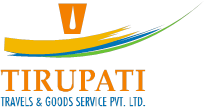 TIRUPATI
TRAVELS & GOODS SERVICE PVT. LTD.